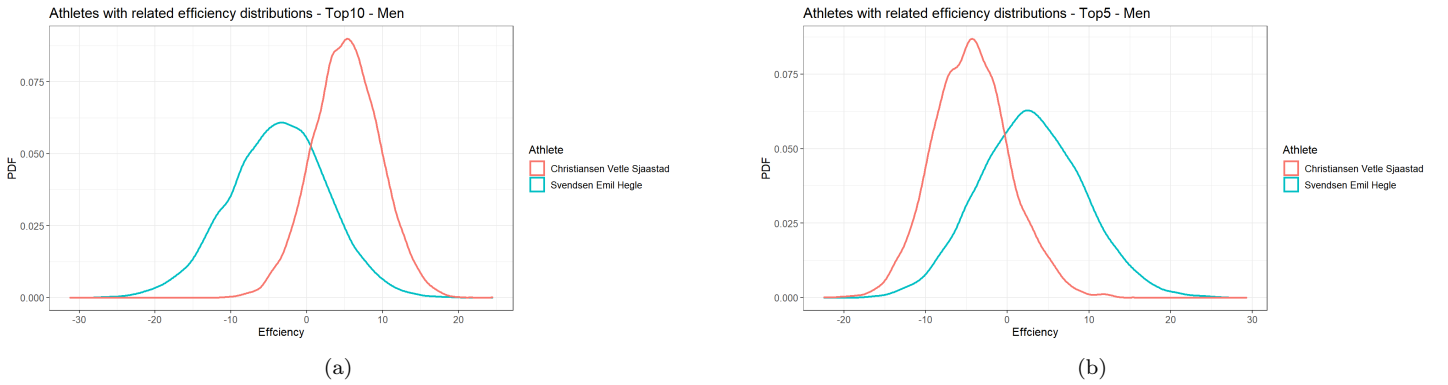 Athletes with related efficiency distributions - Top10 - Men
PDF
0.075
0.050
0.025
0.000
-30 -20 -10 0 10 20
Effciency
Athlete
Christiansen Vetle Sjaastad
Svendsen Emil Hegle
(a)
Athletes with related efficiency distributions - Top5 - Men
PDF
0.075
0.050
0.025
0.000
-20 -10 0 10 20 30
Effciency
Athlete
Christiansen Vetle Sjaastad
Svendsen Emil Hegle
(b)